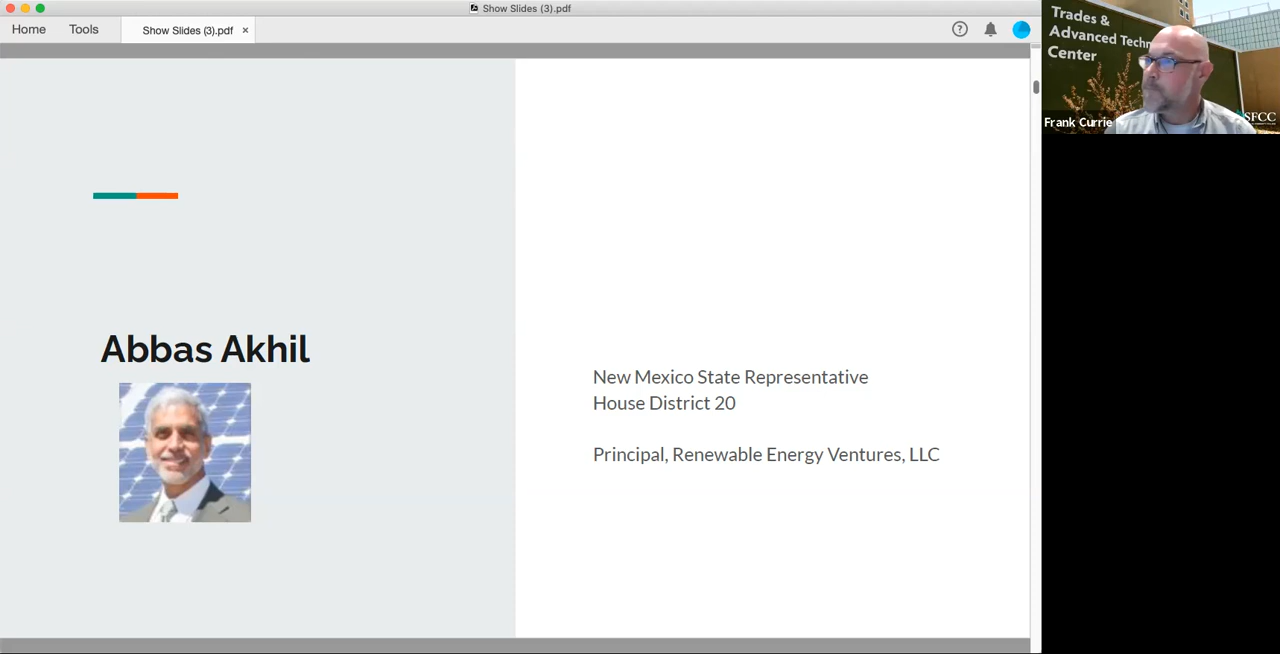 Show Slides (3).pdf
Home
Tools
Show Slides (3).pdf ×
?
Abbas Akhil
New Mexico State Representative
House District 20
Principal, Renewable Energy Ventures, LLC
Trades &
Advanced Techn
Center
Frank Currie
SFCC